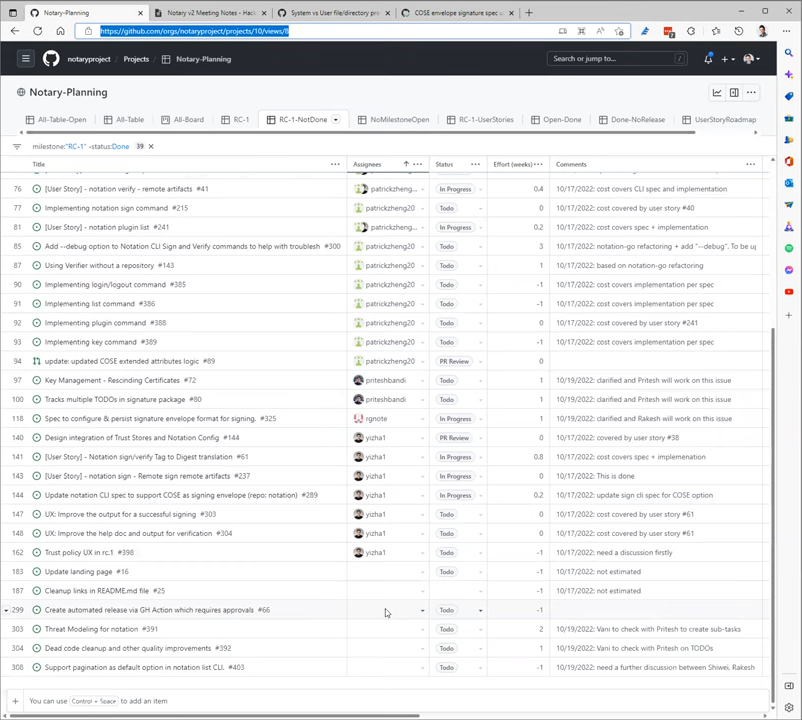 Notary-Planning
Notary v2 Meeting Notes - Hac
System vs User file/directory pre
COSE envelope signature spec u
https://github.com/orgs/notaryproject/projects/10/views/8
notaryproject
Projects
Notary-Planning
Search or jump to...
/
Notary-Planning
All-Table-Open
All-Table
All-Board
RC-1
RC-1-NotDone
NoMilestoneOpen
RC-1-UserStories
Open-Done
Done-NoRelease
UserStoryRoadmap
milestone:"RC-1" -status:Done 39
Title Assignees Status Effort (weeks) Comments
76 [User Story] - notation verify - remote artifacts #41 patrickzheng... In Progress 0.4 10/17/2022: cost covers CLI spec and implementation
77 Implementing notation sign command #215 patrickzheng20 Todo 0 10/17/2022: cost covered by user story #40
81 [User Story] - notation plugin list #241 patrickzheng... In Progress 0.2 10/17/2022: cost covers spec + implementation
85 Add --debug option to Notation CLI Sign and Verify commands to help with troublesh #300 patrickzheng20 Todo 3 10/17/2022: notation-go refactoring + add "--debug". To be up
87 Using Verifier without a repository #143 patrickzheng20 Todo 1 10/17/2022: based on notation-go refactoring
90 Implementing login/logout command #385 patrickzheng20 Todo -1 10/17/2022: cost covers implementation per spec
91 Implementing list command #386 patrickzheng20 Todo -1 10/17/2022: cost covers implementation per spec
92 Implementing plugin command #388 patrickzheng20 Todo 0 10/17/2022: cost covered by user story #241
93 Implementing key command #389 patrickzheng20 Todo -1 10/17/2022: cost covers implementation per spec
94 update: updated COSE extended attributes logic #89 patrickzheng20 PR Review 0
97 Key Management - Rescinding Certificates #72 priteshbandi Todo 1 10/19/2022: clarified and Pritesh will work on this issue
100 Tracks multiple TODOs in signature package #80 priteshbandi Todo 1 10/19/2022: clarified and Pritesh will work on this issue
118 Spec to configure & persist signature envelope format for signing. #325 rgnote In Progress 1 10/19/2022: clarified and Rakesh will work on this issue
140 Design integration of Trust Stores and Notation Config #144 yizha1 PR Review 0 10/17/2022: covered by user story #38
141 [User Story] - Notation sign/verify Tag to Digest translation #61 yizha1 In Progress 0.8 10/17/2022: cost covers spec + implemenation
143 [User Story] - notation sign - Remote sign remote artifacts #237 yizha1 In Progress 0 10/17/2022: This is done
144 Update notation CLI spec to support COSE as signing envelope (repo: notation) #289 yizha1 In Progress 0.2 10/17/2022: update sign cli spec for COSE option
147 UX: Improve the output for a successful signing #303 yizha1 Todo 0 10/17/2022: cost covered by user story #61
148 UX: Improve the help doc and output for verification #304 yizha1 Todo 0 10/17/2022: cost covered by user story #61
162 Trust policy UX in rc.1 #398 yizha1 Todo -1 10/17/2022: need a discussion firstly
183 Update landing page #16 Todo -1 10/17/2022: not estimated
187 Cleanup links in README.md file #25 Todo -1 10/17/2022: not estimated
299 Create automated release via GH Action which requires approvals #66 Todo -1
303 Threat Modeling for notation #391 Todo 2 10/19/2022: Vani to check with Pritesh to create sub-tasks
304 Dead code cleanup and other quality improvements #392 Todo 1 10/19/2022: Vani to check with Pritesh on TODOs
308 Support pagination as default option in notation list CLI. #403 Todo -1 10/19/2022: need a further discussion between Shiwei, Rakesh
You can use Control + Space to add an item